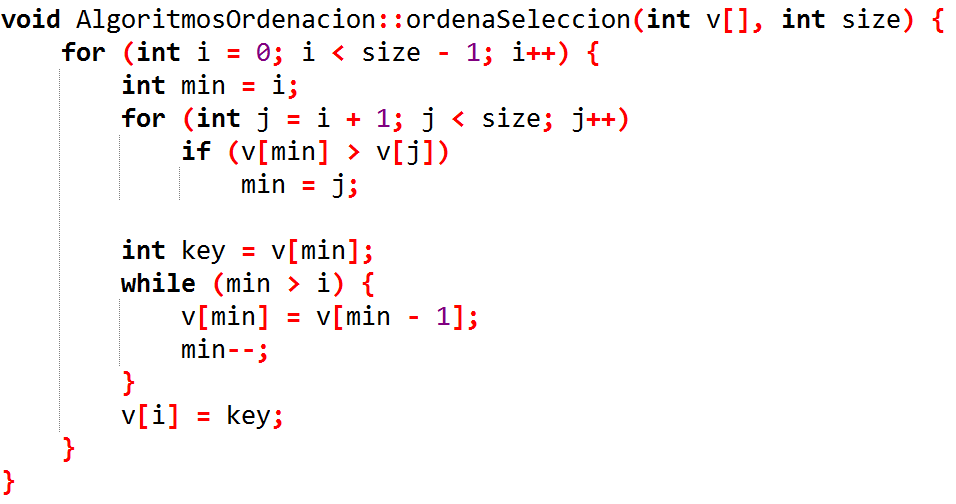 void AlgoritmosOrdenacion::ordenaSeleccion(int v[], int size) {
    for (int i = 0; i < size - 1; i++) {
        int min = i;
        for (int j = i + 1; j < size; j++)
            if (v[min] > v[j])
                min = j;

        int key = v[min];
        while (min > i) {
            v[min] = v[min - 1];
            min--;
        }
        v[i] = key;
    }
}